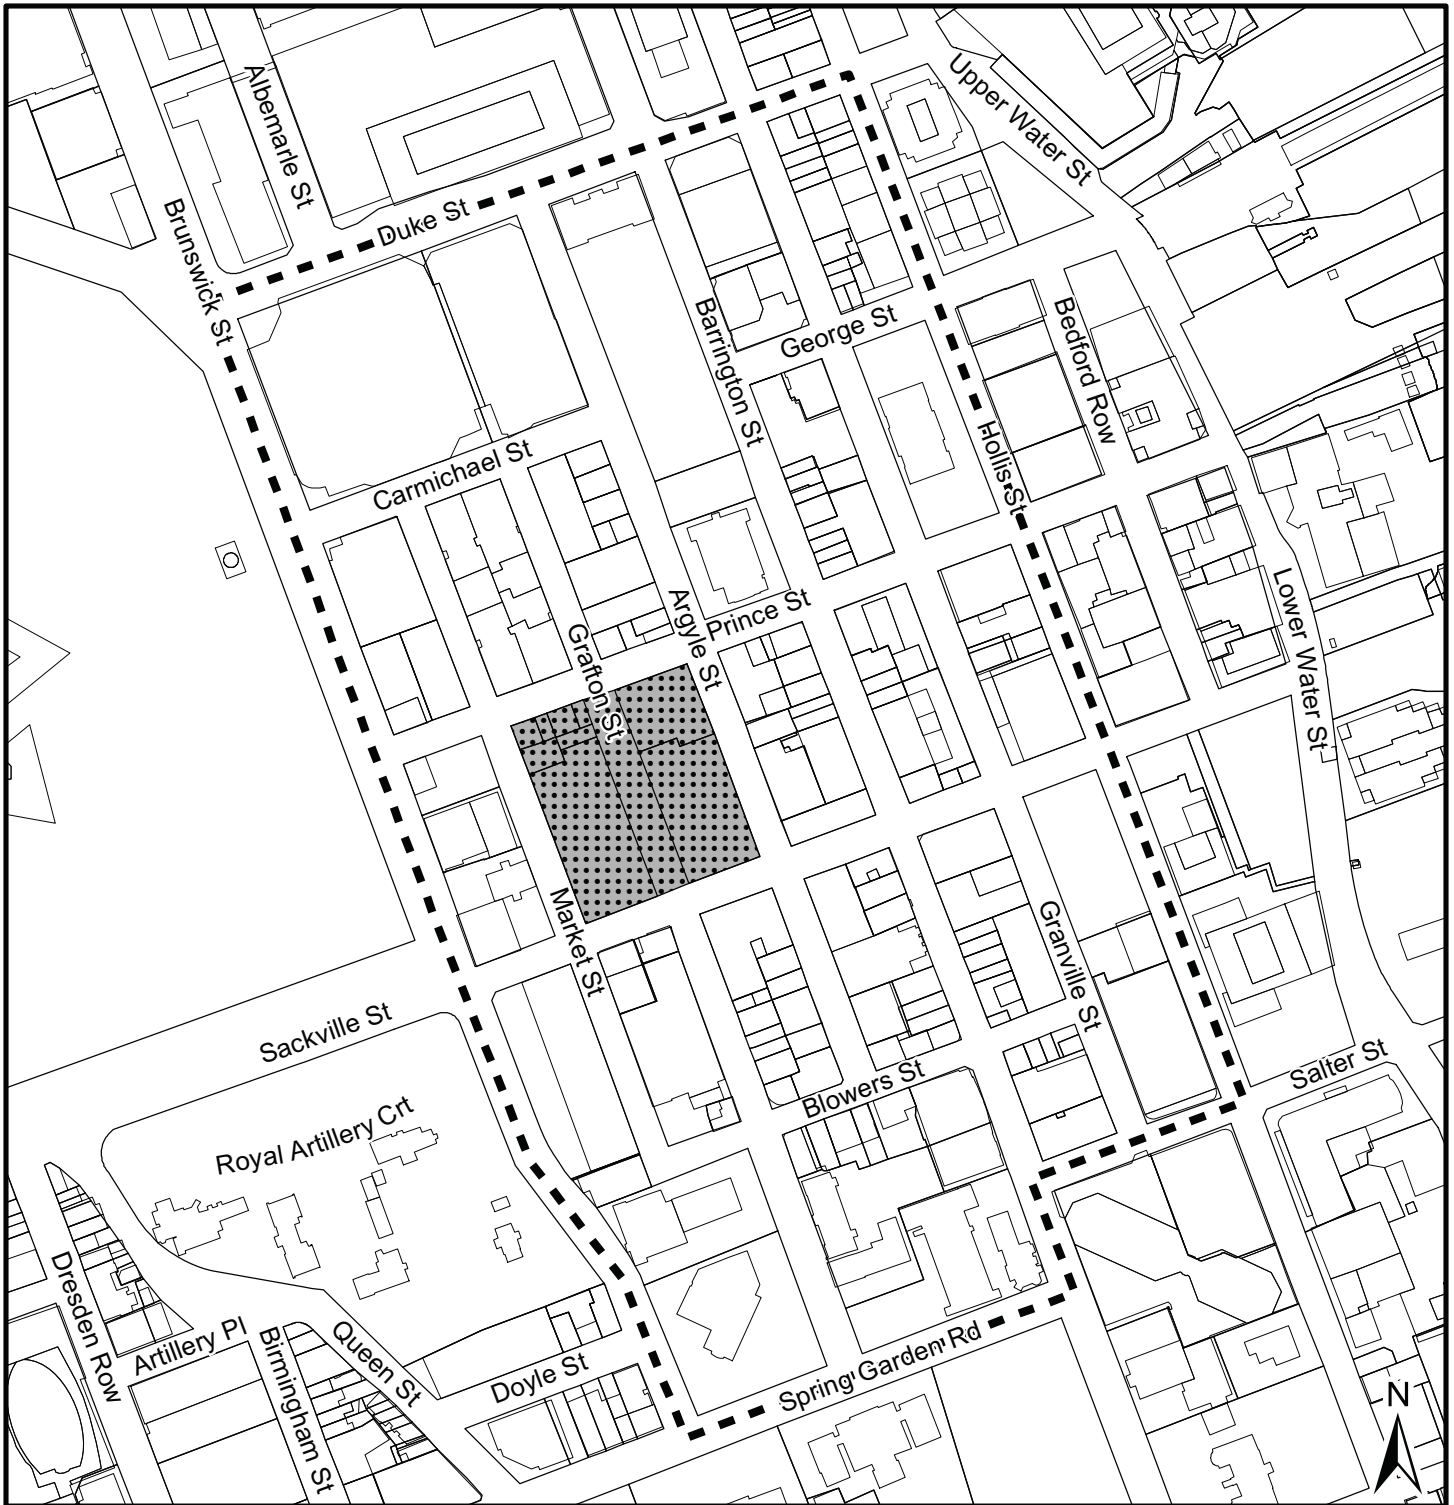 Upper Water St
Albemarle St
Duke St
Brunswick St
Barrington St
George St
Bedford Row
Hollis St
Carmichael St
Argyle St
Prince St
Grafton St
Lower Water St
Market St
Granville St
Sackville St
Blowers St
Salter St
Royal Artillery Crt
Dresden Row
Artillery Pl
Birmingham St
Queen St
Doyle St
Spring Garden Rd
N